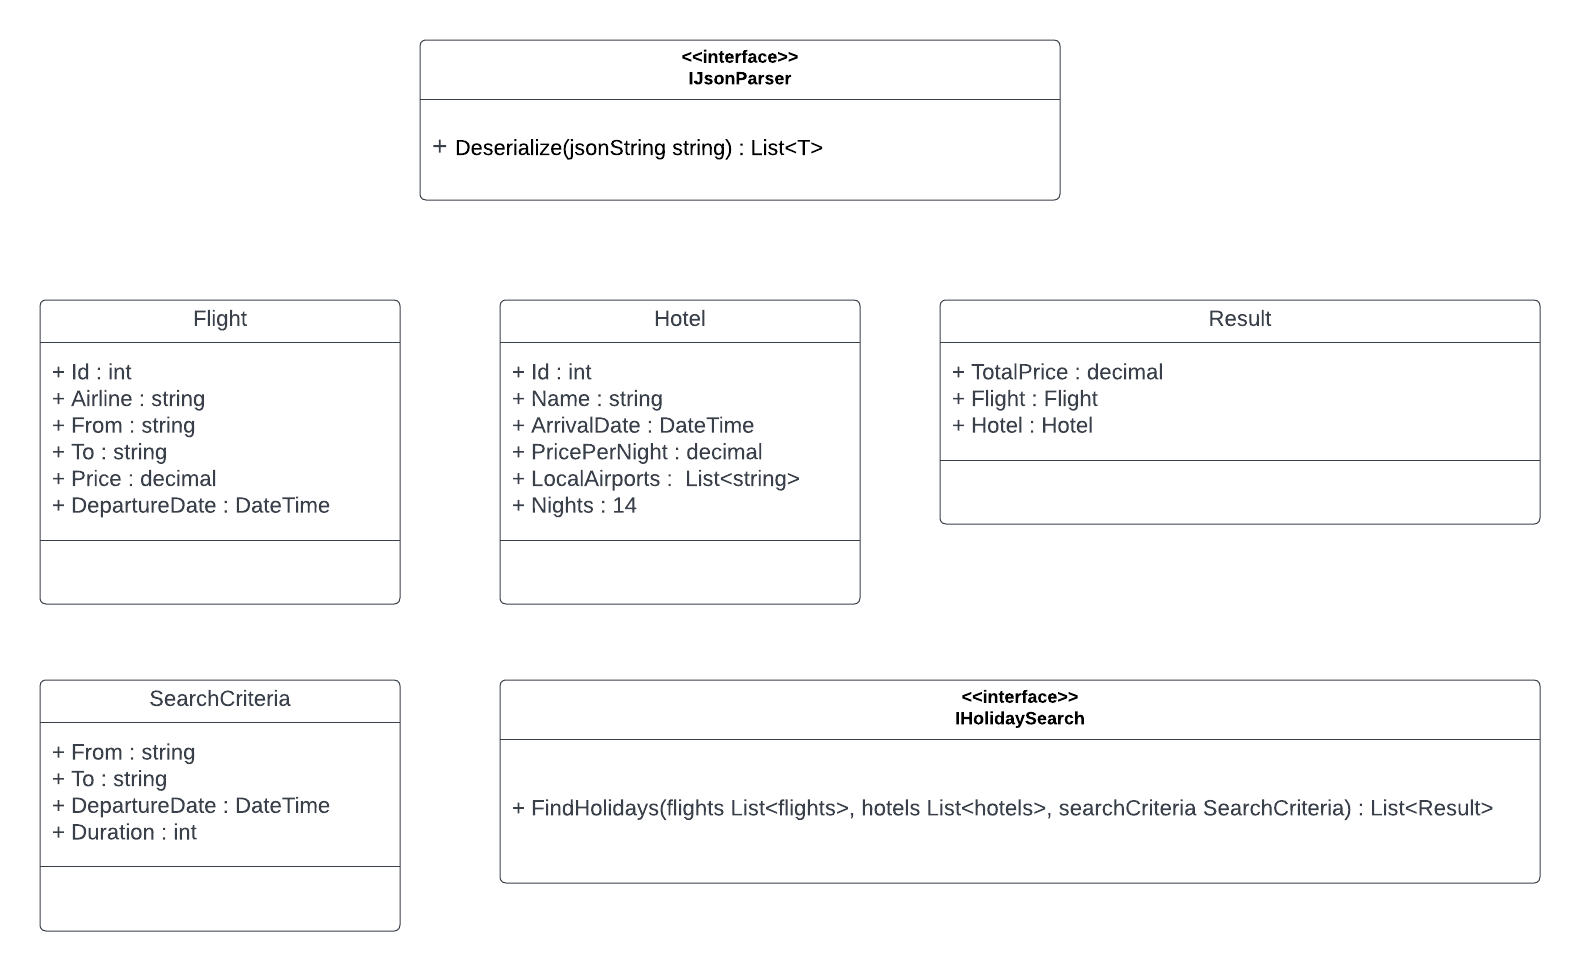 <<interface>>
IJsonParser
+ Deserialize(jsonString string) : List<T>
Flight
+ Id : int
+ Airline : string
+ From : string
+ To : string
+ Price : decimal
+ DepartureDate : DateTime
Hotel
+ Id : int
+ Name : string
+ ArrivalDate : DateTime
+ PricePerNight : decimal
+ LocalAirports :  List<string>
+ Nights : 14
Result
+ TotalPrice : decimal
+ Flight : Flight
+ Hotel : Hotel
SearchCriteria
+ From : string
+ To : string
+ DepartureDate : DateTime
+ Duration : int
<<interface>>
IHolidaySearch
+ FindHolidays(flights List<flights>, hotels List<hotels>, searchCriteria SearchCriteria) : List<Result>